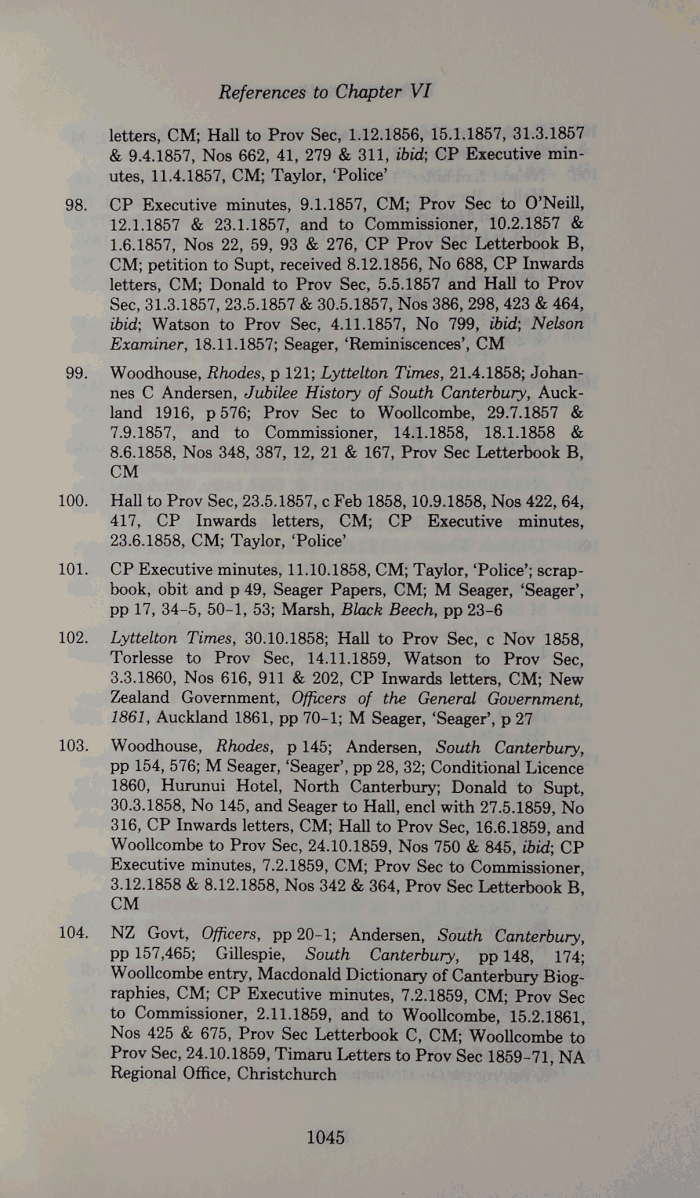 References to Chapter VI
letters, CM; Hall to Prov Sec, 1.12.1856, 15.1.1857, 31.3.1857
& 9.4.1857, Nos 662, 41, 279 & 311, ibid; CP Executive min-
utes, 11.4.1857, CM; Taylor, ‘Police’
98. CP Executive minutes, 9.1.1857, CM; Prov Sec to O’Neill,
12.1.1857 & 23.1.1857, and to Commissioner, 10.2.1857 &
1.6.1857, Nos 22, 59, 93 & 276, CP Prov Sec Letterbook B,
CM; petition to Supt, received 8.12.1856, No 688, CP Inwards
letters, CM; Donald to Prov Sec, 5.5.1857 and Hall to Prov
Sec, 31.3.1857, 23.5.1857 & 30.5.1857, Nos 386, 298, 423 & 464,
ibid; Watson to Prov Sec, 4.11.1857, No 799, ibid; Nelson
Examiner, 18.11.1857; Seager, ‘Reminiscences’, CM
99. Woodhouse, Rhodes, p 121; Lyttelton Times, 21.4.1858; Johan-
nes C Andersen, Jubilee History of South Canterbury, Auck-
land 1916, p 576; Prov Sec to Woollcombe, 29.7.1857 &
7.9.1857, and to Commissioner, 14.1.1858, 18.1.1858 &
8.6.1858, Nos 348, 387, 12, 21 & 167, Prov Sec Letterbook B,
CM
100. Hall to Prov Sec, 23.5.1857, c Feb 1858, 10.9.1858, Nos 422, 64,
417, CP Inwards letters, CM; CP Executive minutes,
23.6.1858, CM; Taylor, ‘Police’
101. CP Executive minutes, 11.10.1858, CM; Taylor, ‘Police’; scrap-
book, obit and p 49, Seager Papers, CM; M Seager, ‘Seager’,
pp 17, 34–5, 50–1, 53; Marsh, Black Beech, pp 23–6
102. Lyttelton Times, 30.10.1858; Hall to Prov Sec, c Nov 1858,
Torlesse to Prov Sec, 14.11.1859, Watson to Prov Sec,
3.3.1860, Nos 616, 911 & 202, CP Inwards letters, CM; New
Zealand Government, Officers of the General Government,
1861, Auckland 1861, pp 70–1; M Seager, ‘Seager’, p 27
103. Woodhouse, Rhodes, p 145; Andersen, South Canterbury,
pp 154, 576; M Seager, ‘Seager’, pp 28, 32; Conditional Licence
1860, Hurunui Hotel, North Canterbury; Donald to Supt,
30.3.1858, No 145, and Seager to Hall, encl with 27.5.1859, No
316, CP Inwards letters, CM; Hall to Prov Sec, 16.6.1859, and
Woollcombe to Prov Sec, 24.10.1859, Nos 750 & 845, ibid; CP
Executive minutes, 7.2.1859, CM; Prov Sec to Commissioner,
3.12.1858 & 8.12.1858, Nos 342 & 364, Prov Sec Letterbook B,
CM
104. NZ Govt, Officers, pp 20–1; Andersen, South Canterbury,
pp 157,465; Gillespie, South Canterbury, pp 148, 174;
Woollcombe entry, Macdonald Dictionary of Canterbury Biog-
raphies, CM; CP Executive minutes, 7.2.1859, CM; Prov Sec
to Commissioner, 2.11.1859, and to Woollcombe, 15.2.1861,
Nos 425 & 675, Prov Sec Letterbook C, CM; Woollcombe to
Prov Sec, 24.10.1859, Timaru Letters to Prov Sec 1859–71, NA
Regional Office, Christchurch
1045